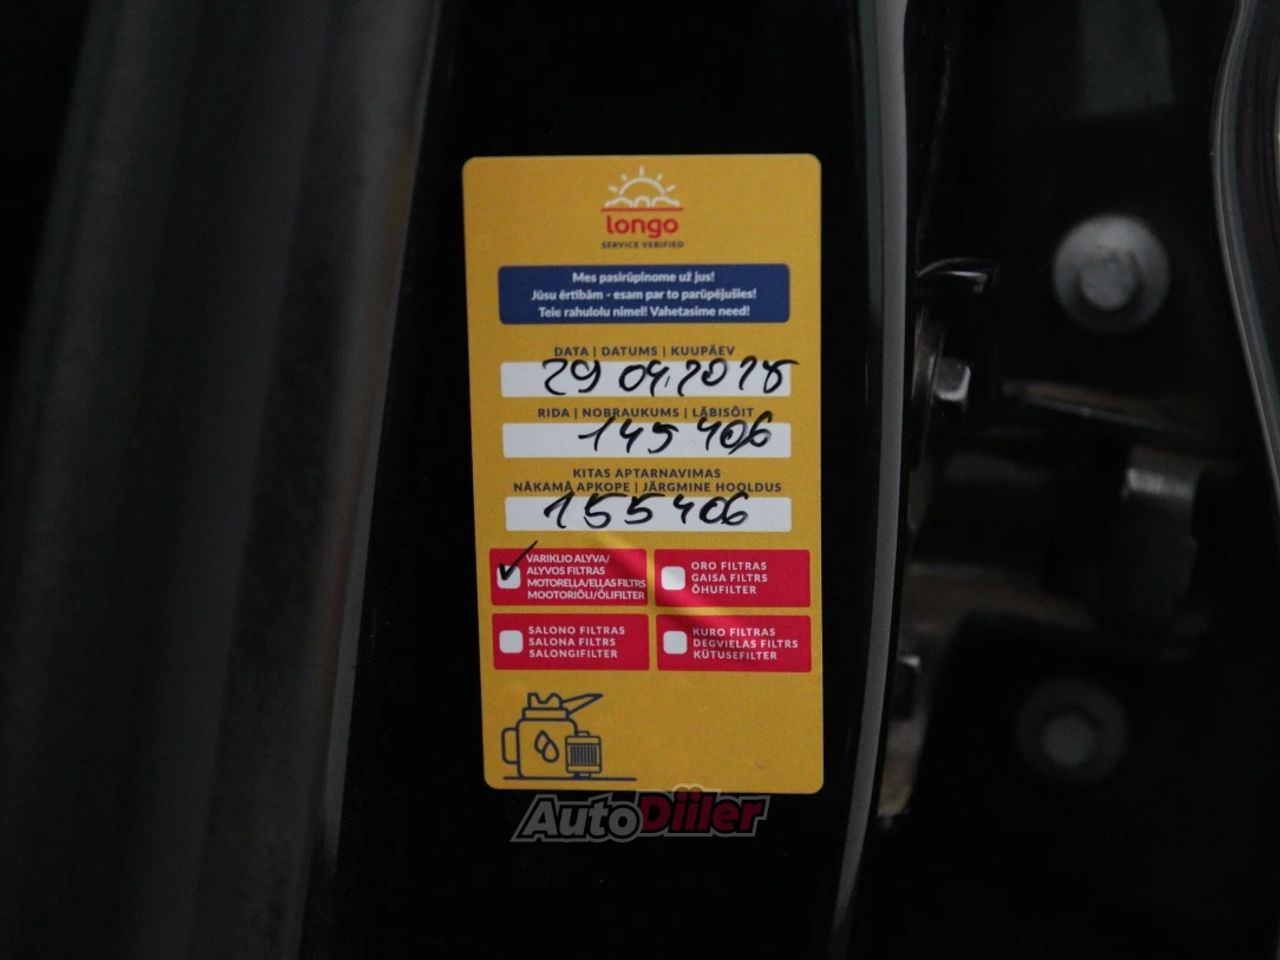 longo
SERVICE VERIFIED
Mes pasirūpinome už jus!
Jūsu ērtībām - esam par to parūpējušies!
Teie rahulolu nimel! Vahetasime need!
DATA | DATUMS | KUUPÄEV
29 04.2018
RIDA | NOBRAUKUMS | LÄBISÕIT
145 406
KITAS APTARNAVIMAS
NĀKAMĀ APKOPE | JÄRGMINE HOOLDUS
155406
VARIKLIO ALYVA/
ALYVOS FILTRAS
MOTOREĻĻA/EĻĻAS FILTRS
MOOTORIÕLI/ÕLIFILTER
ORO FILTRAS
GAISA FILTRS
ÕHUFILTER
SALONO FILTRAS
SALONA FILTRS
SALONGIFILTER
KURO FILTRAS
DEGVIELAS FILTRS
KÜTUSEFILTER
AutoDiiler